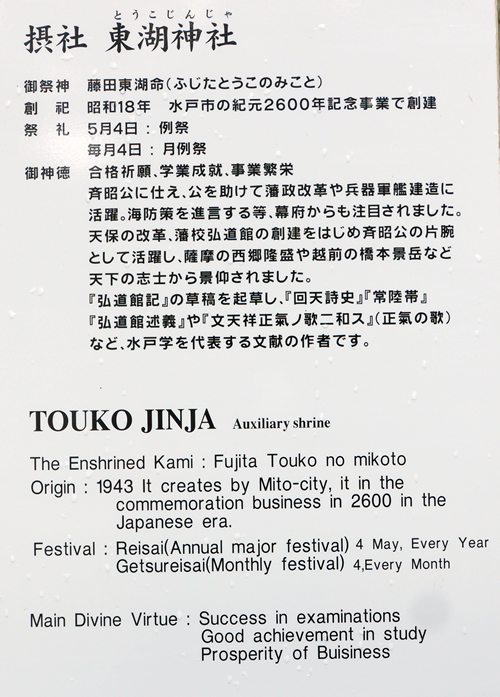 とうこじんじゃ
摂社 東湖神社
御祭神 藤田東湖命(ふじたとうこのみこと)
創祀 昭和18年 水戸市の紀元2600年記念事業で創建
祭礼 5月4日 : 例祭
毎月4日 : 月例祭
御神徳 合格祈願、学業成就、事業繁栄
斉昭公に仕え、公を助けて藩政改革や兵器軍艦建造に
活躍。海防策を進言する等、幕府からも注目されました。
天保の改革、藩校弘道館の創建をはじめ斉昭公の片腕
として活躍し、薩摩の西郷隆盛や越前の橋本景岳など
天下の志士から景仰されました。
『弘道館記』の草稿を起草し、『回天詩史』『常陸帯』
『弘道館述義』や『文天祥正氣ノ歌二和ス』(正氣の歌)
など、水戸学を代表する文献の作者です。
TOUKO JINJA Auxiliary shrine
The Enshrined Kami : Fujita Touko no mikoto
Origin : 1943 It creates by Mito-city, it in the
commemoration business in 2600 in the
Japanese era.
Festival : Reisai(Annual major festival) 4 May, Every Year
Getsureisai(Monthly festival) 4,Every Month
Main Divine Virtue : Success in examinations
Good achievement in study
Prosperity of Buisiness